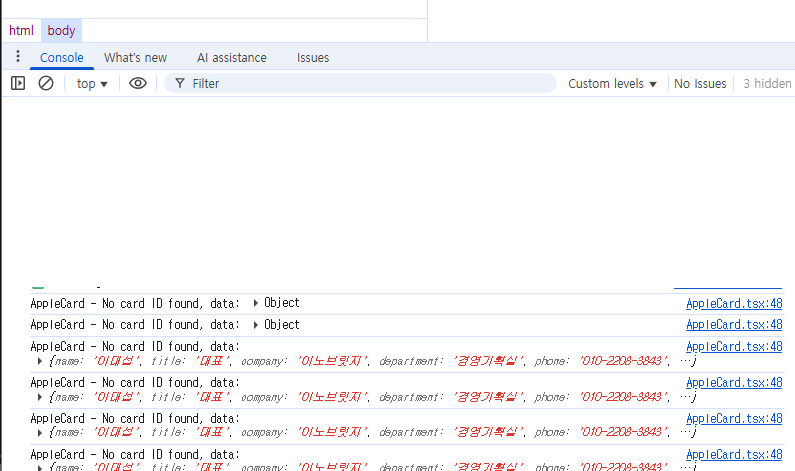 html body
Console What's new AI assistance Issues
top Filter Custom levels No Issues 3 hidden
AppleCard - No card ID found, data: Object AppleCard.tsx:48
AppleCard - No card ID found, data: Object AppleCard.tsx:48
AppleCard - No card ID found, data: AppleCard.tsx:48
{name: '이대섭', title: '대표', company: '이노브릿지', department: '경영기획실', phone: '010-2208-3843', …}
AppleCard - No card ID found, data: AppleCard.tsx:48
{name: '이대섭', title: '대표', company: '이노브릿지', department: '경영기획실', phone: '010-2208-3843', …}
AppleCard - No card ID found, data: AppleCard.tsx:48
{name: '이대섭', title: '대표', company: '이노브릿지', department: '경영기획실', phone: '010-2208-3843', …}
AppleCard - No card ID found, data: AppleCard.tsx:48
{name: '이대섭', title: '대표', company: '이노브릿지', department: '경영기획실', phone: '010-2208-3843', …}